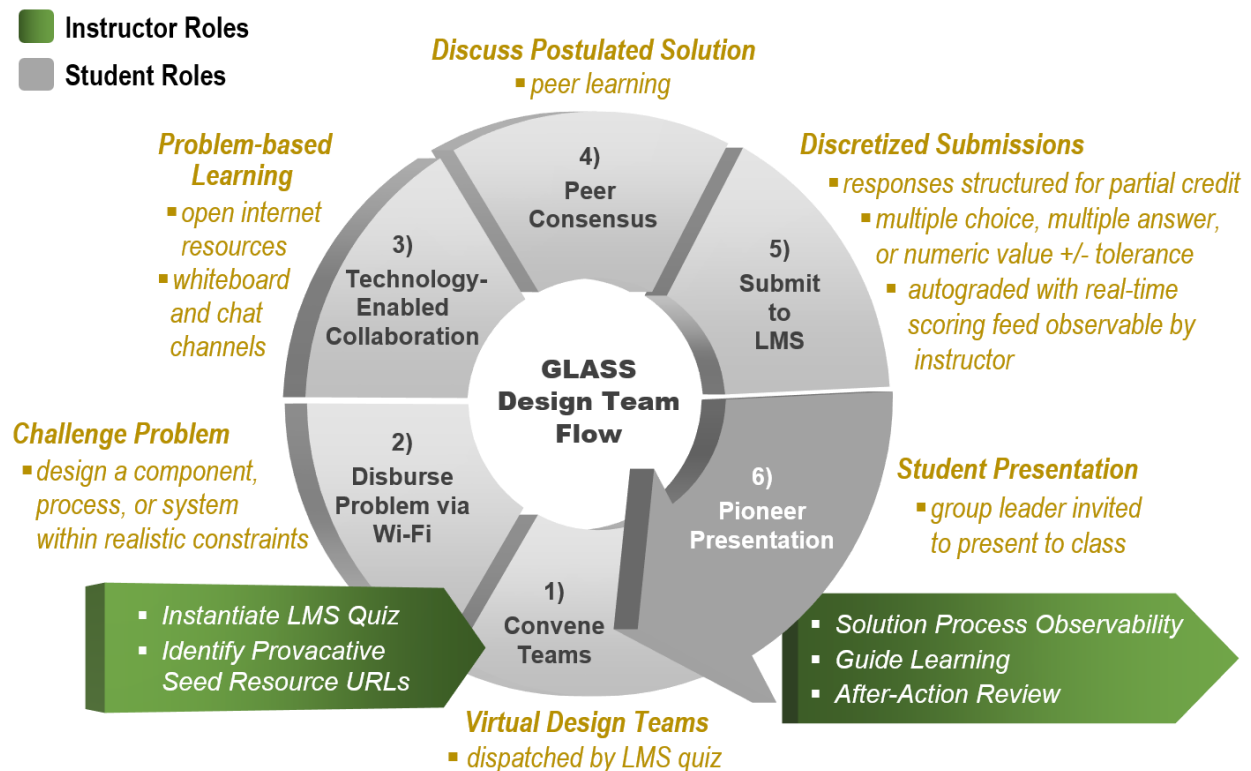 Instructor Roles
Student Roles
Discuss Postulated Solution
▪ peer learning
Problem-based
Learning
▪ open internet
resources
▪ whiteboard
and chat
channels
Discretized Submissions
▪ responses structured for partial credit
▪ multiple choice, multiple answer,
or numeric value +/- tolerance
▪ autograded with real-time
scoring feed observable by
instructor
4)
Peer
Consensus
3)
Technology-
Enabled
Collaboration
5)
Submit
to
LMS
GLASS
Design Team
Flow
Challenge Problem
▪ design a component,
process, or system
within realistic constraints
2)
Disburse
Problem via
Wi-Fi
6)
Pioneer
Presentation
Student Presentation
▪ group leader invited
to present to class
1)
Convene
Teams
▪ Instantiate LMS Quiz
▪ Identify Provacative
Seed Resource URLs
▪ Solution Process Observability
▪ Guide Learning
▪ After-Action Review
Virtual Design Teams
▪ dispatched by LMS quiz